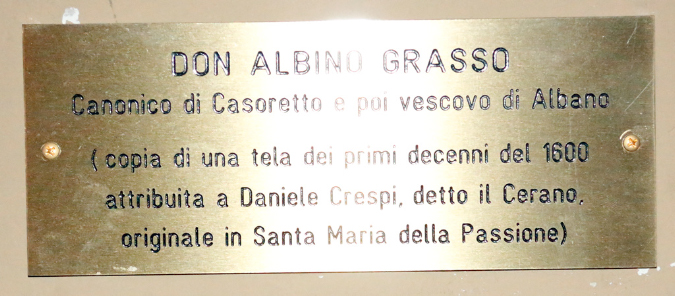 DON ALBINO GRASSO
Canonico di Casoretto e poi vescovo di Albano
(copia di una tela dei primi decenni del 1600
attribuita a Daniele Crespi, detto il Cerano,
originale in Santa Maria della Passione)